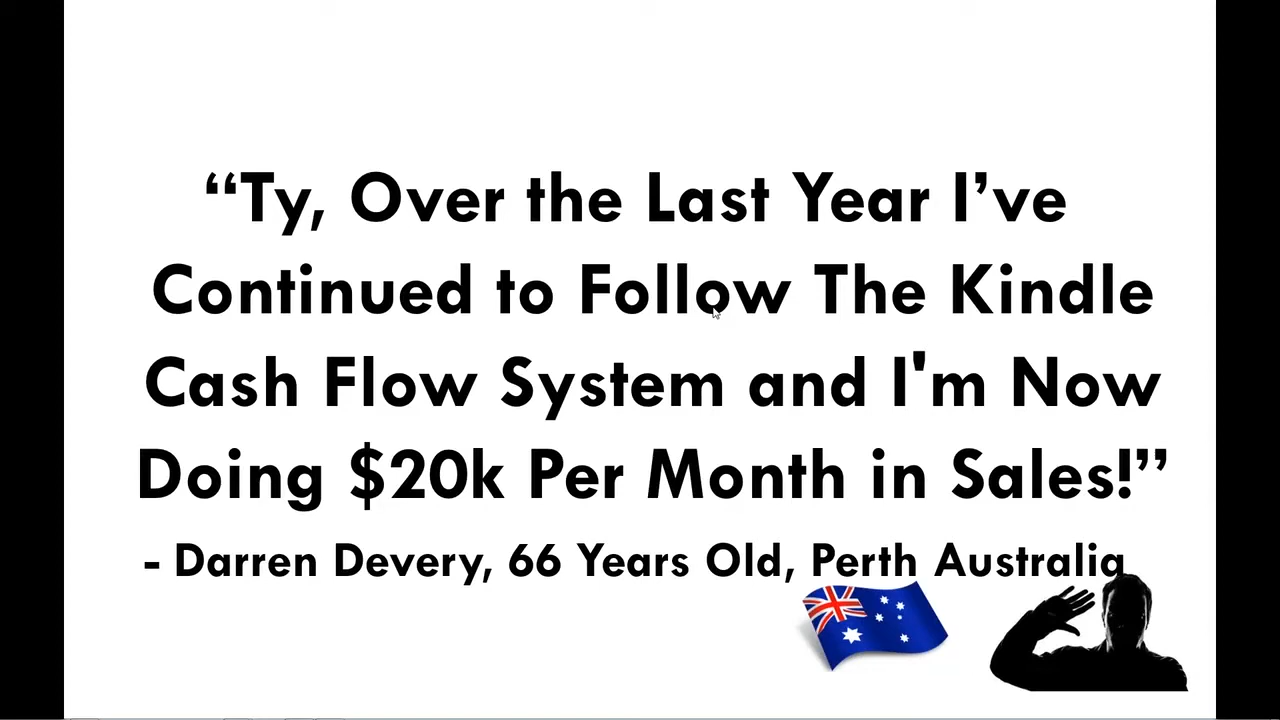 “Ty, Over the Last Year I’ve
Continued to Follow The Kindle
Cash Flow System and I'm Now
Doing $20k Per Month in Sales!”
- Darren Devery, 66 Years Old, Perth Australia